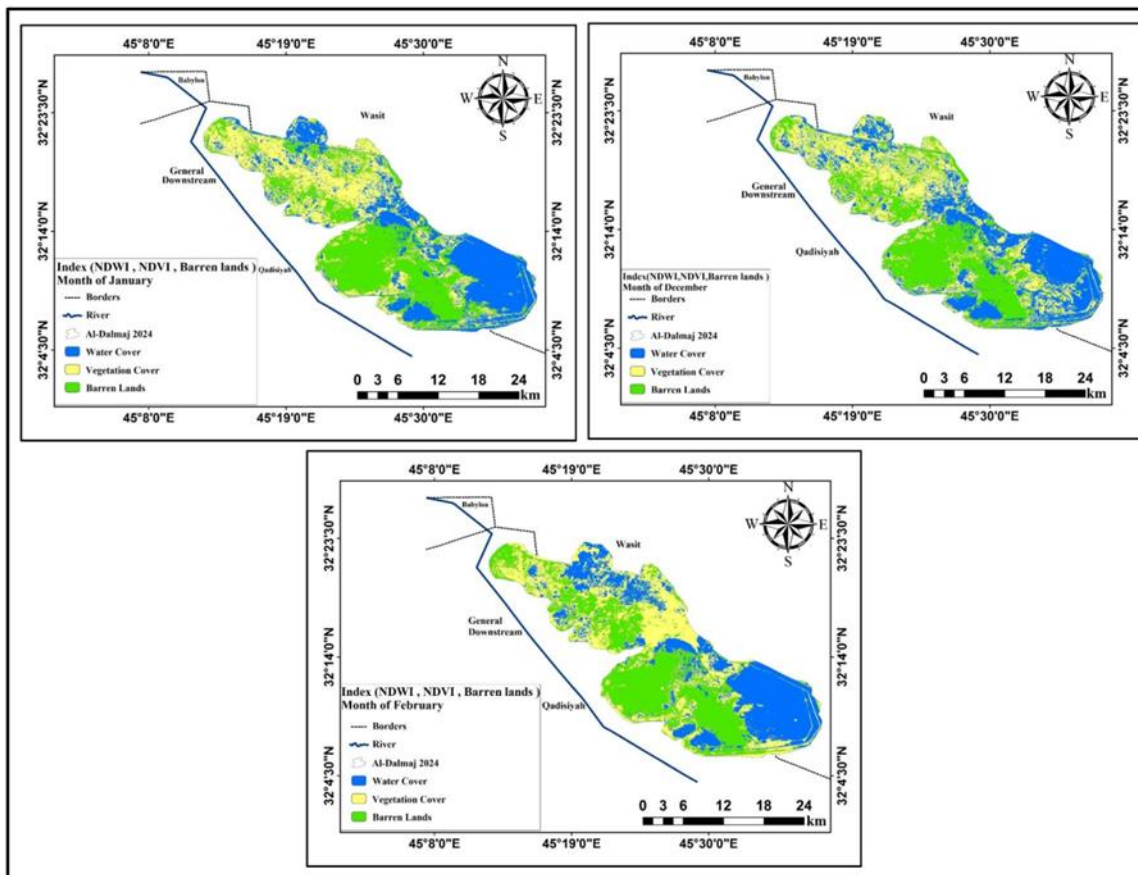 45°8'0"E 45°19'0"E 45°30'0"E
N
W E
S
32°23'30"N
32°14'0"N
32°4'30"N
Babylon
Wasit
General
Downstream
Qadisiyah
Index (NDWI , NDVI , Barren lands )
Month of January
Borders
River
Al-Dalmaj 2024
Water Cover
Vegetation Cover
Barren Lands
0 3 6 12 18 24
km
32°23'30"N
32°14'0"N
32°4'30"N
45°8'0"E 45°19'0"E 45°30'0"E
45°8'0"E 45°19'0"E 45°30'0"E
N
W E
S
32°23'30"N
32°14'0"N
32°4'30"N
Babylon
Wasit
General
Downstream
Qadisiyah
Index(NDWI,NDVI,Barren lands )
Month of December
Borders
River
Al-Dalmaj 2024
Water Cover
Vegetation Cover
Barren Lands
0 3 6 12 18 24
km
32°23'30"N
32°14'0"N
32°4'30"N
45°8'0"E 45°19'0"E 45°30'0"E
45°8'0"E 45°19'0"E 45°30'0"E
N
W E
S
32°23'30"N
32°14'0"N
32°4'30"N
Babylon
Wasit
General
Downstream
Qadisiyah
Index (NDWI , NDVI , Barren lands )
Month of February
Borders
River
Al-Dalmaj 2024
Water Cover
Vegetation Cover
Barren Lands
0 3 6 12 18 24
km
32°23'30"N
32°14'0"N
32°4'30"N
45°8'0"E 45°19'0"E 45°30'0"E